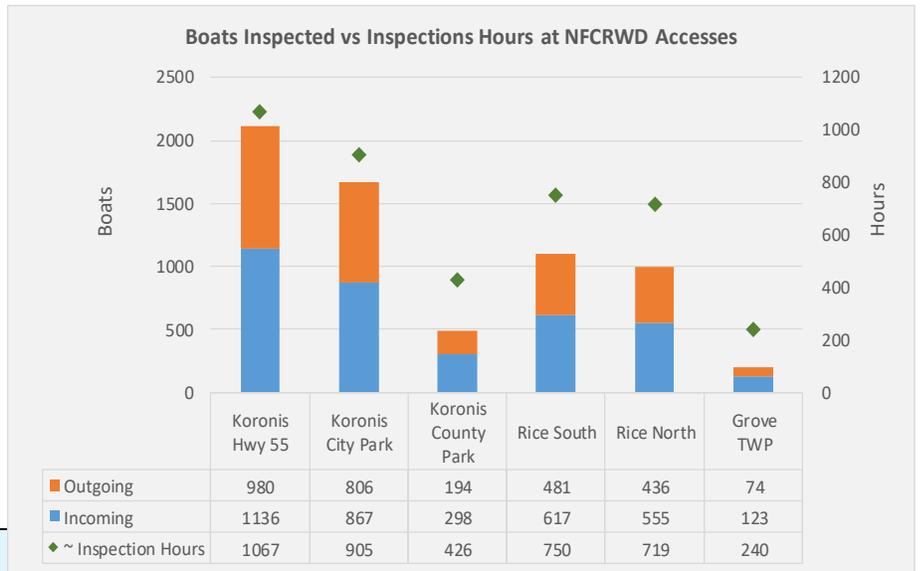 Boats Inspected vs Inspections Hours at NFCRWD Accesses
2500
2000
1500
1000
500
0
Boats
1200
1000
800
600
400
200
0
Hours
Koronis Hwy 55
Koronis City Park
Koronis County Park
Rice South
Rice North
Grove TWP
Outgoing 980 806 194 481 436 74
Incoming 1136 867 298 617 555 123
~ Inspection Hours 1067 905 426 750 719 240